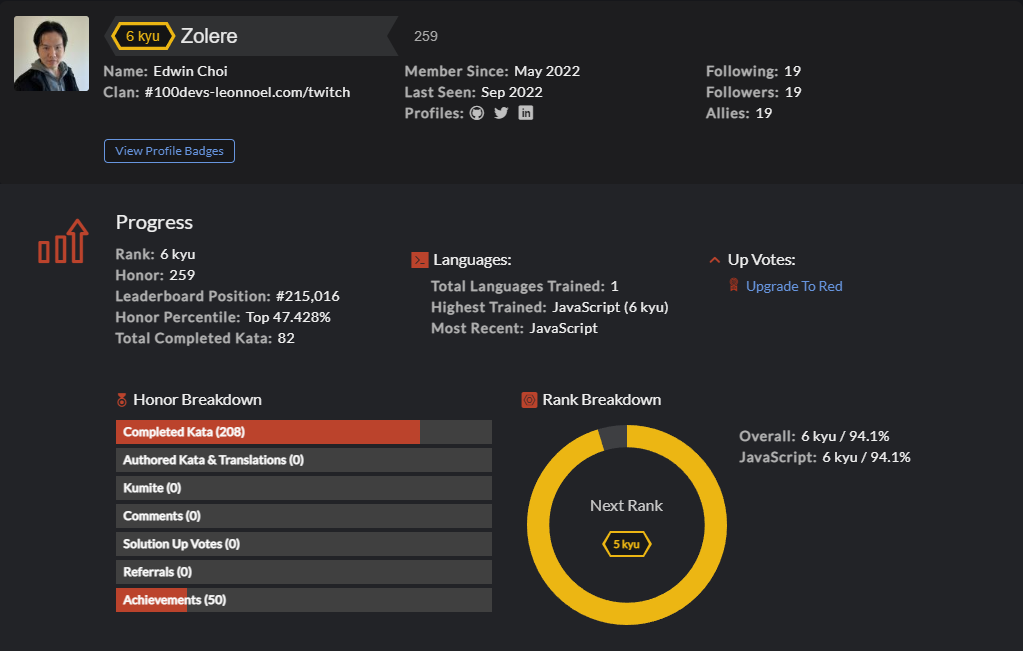 6 kyu Zolere 259
Name: Edwin Choi
Clan: #100devs-leonnoel.com/twitch
Member Since: May 2022
Last Seen: Sep 2022
Profiles:
in
Following: 19
Followers: 19
Allies: 19
View Profile Badges
Progress
Rank: 6 kyu
Honor: 259
Leaderboard Position: #215,016
Honor Percentile: Top 47.428%
Total Completed Kata: 82
Languages:
Total Languages Trained: 1
Highest Trained: JavaScript (6 kyu)
Most Recent: JavaScript
Up Votes:
Upgrade To Red
Honor Breakdown
Completed Kata (208)
Authored Kata & Translations (0)
Kumite (0)
Comments (0)
Solution Up Votes (0)
Referrals (0)
Achievements (50)
Rank Breakdown
Next Rank
5 kyu
Overall: 6 kyu / 94.1%
JavaScript: 6 kyu / 94.1%